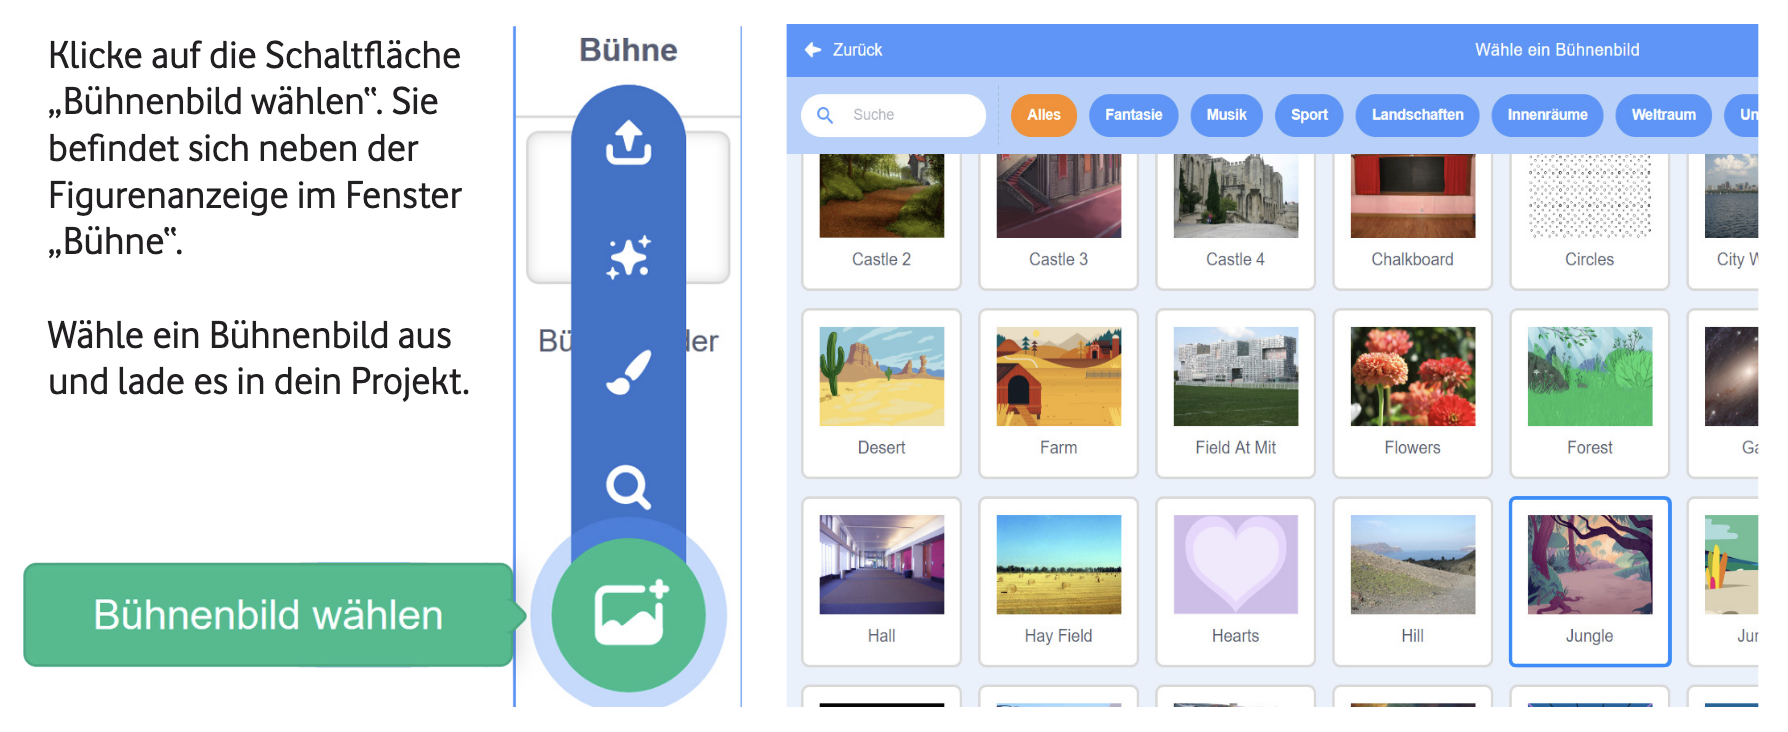 Klicke auf die Schaltfläche
„Bühnenbild wählen“. Sie
befindet sich neben der
Figurenanzeige im Fenster
„Bühne“.
Wähle ein Bühnenbild aus
und lade es in dein Projekt.
Bühne
Bü
er
Bühnenbild wählen
Zurück
Wähle ein Bühnenbild
Suche
Alles
Fantasie
Musik
Sport
Landschaften
Innenräume
Weltraum
Un
Castle 2
Castle 3
Castle 4
Chalkboard
Circles
City
Desert
Farm
Field At Mit
Flowers
Forest
Ga
Hall
Hay Field
Hearts
Hill
Jungle
Jur